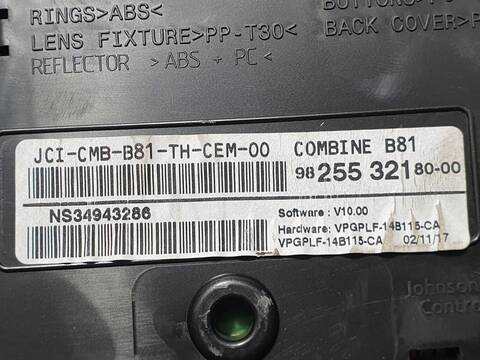 RINGS>ABS<
LENS FIXTURE>PP-T30<
REFLECTOR >ABS + PC<
BACK COVER>P
JCI-CMB-B81-TH-CEM-00
COMBINE B81
98 255 321 80-00
NS34943286
Software : V10.00
Hardware: VPGPLF-14B115-CA
VPGPLF-14B115-CA 02/11/17
Johnson
Contro